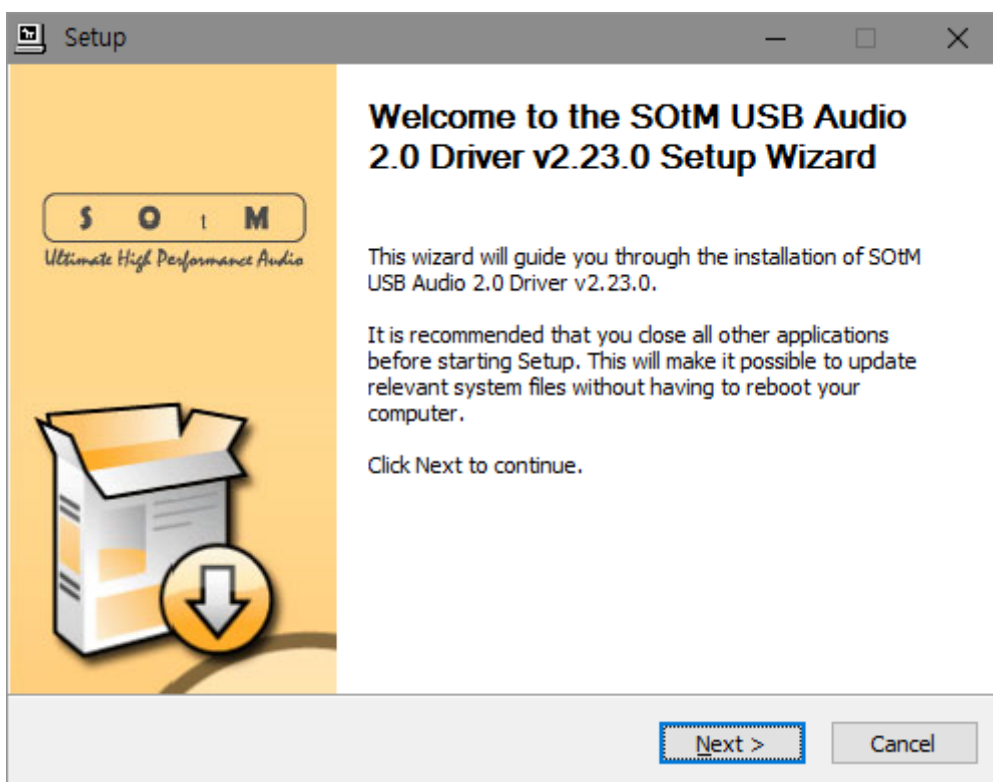 Setup
Welcome to the SOtM USB Audio
2.0 Driver v2.23.0 Setup Wizard
S O t M
Ultimate High Performance Audio
This wizard will guide you through the installation of SOtM
USB Audio 2.0 Driver v2.23.0.
It is recommended that you close all other applications
before starting Setup. This will make it possible to update
relevant system files without having to reboot your
computer.
Click Next to continue.
Next >
Cancel